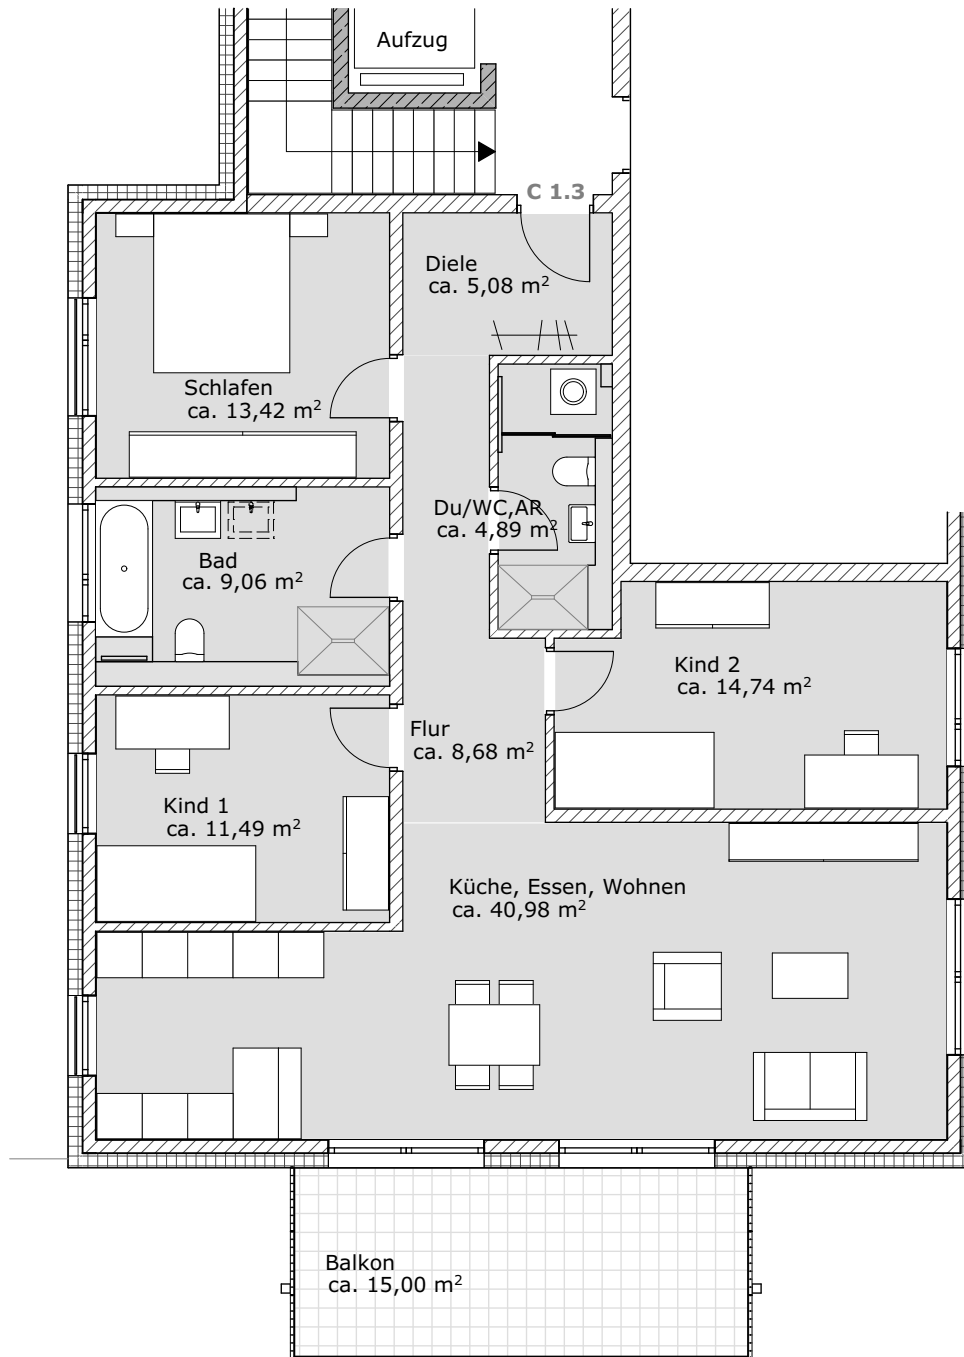 Aufzug
C 1.3
Diele
ca. 5,08 m²
Schlafen
ca. 13,42 m²
Du/WC,AR
ca. 4,89 m²
Bad
ca. 9,06 m²
Kind 2
ca. 14,74 m²
Flur
ca. 8,68 m²
Kind 1
ca. 11,49 m²
Küche, Essen, Wohnen
ca. 40,98 m²
Balkon
ca. 15,00 m²